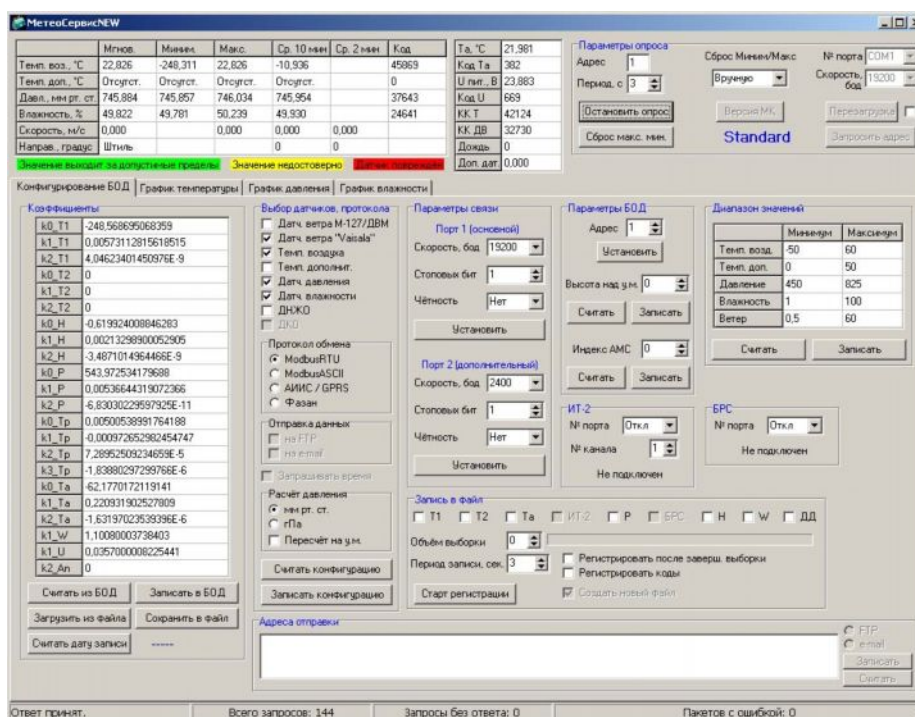 МетеоСервисNEW
Мгнов. Миним. Макс. Ср. 10 мин Ср. 2 мин Код
Темп. воз., °С 22,826 -248,311 22,826 -10,936 45869
Темп. доп., °С Отсутст. Отсутст. Отсутст. Отсутст. 0
Давл., мм рт. ст. 745,884 745,857 746,034 745,954 37643
Влажность, % 49,822 49,781 50,239 49,930 24641
Скорость, м/с 0,000 0,000 0,000 0,000
Направ., градус Штиль 0 0
Значение выходит за допустимые пределы Значение недостоверно Датчик поврежден
Та, °С 21,981
Код Та 382
U пит., В 23,883
Код U 669
КК Т 42124
КК ДВ 32730
Дождь 0
Доп. дат. 0,000
Параметры опроса
Адрес 1
Период, с 3
Остановить опрос
Сброс макс. мин.
Сброс Миним/Макс
Вручную
Версия МК
Standard
№ порта COM1
Скорость, бод 19200
Перезагрузка
Запросить адрес
Конфигурирование БОД График температуры График давления График влажности
Коэффициенты
k0_T1 -248,568695068359
k1_T1 0,00573112815618515
k2_T1 4,04623401450976E-9
k0_T2 0
k1_T2 0
k2_T2 0
k0_H -0,619924008846283
k1_H 0,00213298900052905
k2_H -3,4871014964466E-9
k0_P 543,972534179688
k1_P 0,00536644319072366
k2_P -6,83030229597925E-11
k0_Tp 0,00500538991764188
k1_Tp -0,000972652982454747
k2_Tp 7,28952509234659E-5
k3_Tp -1,83880297299766E-6
k0_Ta -62,1770172119141
k1_Ta 0,220931902527809
k2_Ta -1,63197023539396E-6
k1_W 1,10080003738403
k1_U 0,0357000008225441
k2_An 0
Считать из БОД Записать в БОД
Загрузить из файла Сохранить в файл
Считать дату записи -----
Выбор датчиков, протокола
Датч. ветра М-127/ДВМ
Датч. ветра "Vaisala"
Темп. воздуха
Темп. дополнит.
Датч. давления
Датч. влажности
ДНЖО
ДКО
Протокол обмена
ModbusRTU
ModbusASCII
АИИС / GPRS
Фазан
Отправка данных
на FTP
на e-mail
Запрашивать время
Расчёт давления
мм рт. ст.
гПа
Пересчёт на у.м.
Считать конфигурацию
Записать конфигурацию
Параметры связи
Порт 1 (основной)
Скорость, бод 19200
Стоповых бит 1
Чётность Нет
Установить
Порт 2 (дополнительный)
Скорость, бод 2400
Стоповых бит 1
Чётность Нет
Установить
Параметры БОД
Адрес 1
Установить
Высота над у.м. 0
Считать Записать
Индекс АМС 0
Считать Записать
Диапазон значений
Минимум Максимум
Темп. возд. -50 60
Темп. доп. 0 50
Давление 450 825
Влажность 1 100
Ветер 0,5 60
Считать Записать
ИТ-2
№ порта Откл
№ канала 1
Не подключен
БРС
№ порта Откл
Не подключен
Запись в файл
Т1 Т2 Та ИТ-2 Р БРС Н W ДД
Объём выборки 0
Период записи, сек. 3
Регистрировать после заверш. выборки
Регистрировать коды
Старт регистрации
Создать новый файл
Адреса отправки
FTP
e-mail
Записать
Считать
Ответ принят. Всего запросов: 144 Запросы без ответа: 0 Пакетов с ошибкой: 0